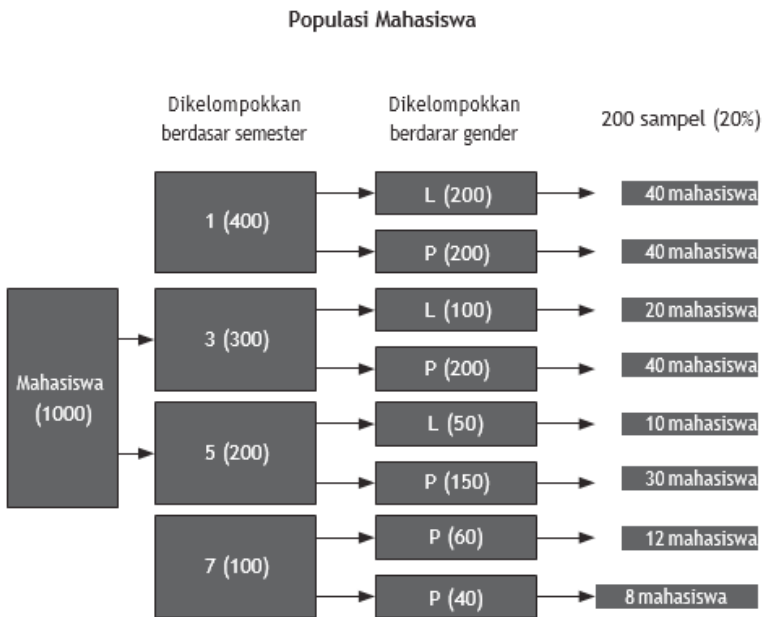 Populasi Mahasiswa
Dikelompokkan
berdasar semester
Dikelompokkan
berdarar gender
200 sampel (20%)
Mahasiswa
(1000)
1 (400)
L (200)
40 mahasiswa
P (200)
40 mahasiswa
3 (300)
L (100)
20 mahasiswa
P (200)
40 mahasiswa
5 (200)
L (50)
10 mahasiswa
P (150)
30 mahasiswa
7 (100)
P (60)
12 mahasiswa
P (40)
8 mahasiswa